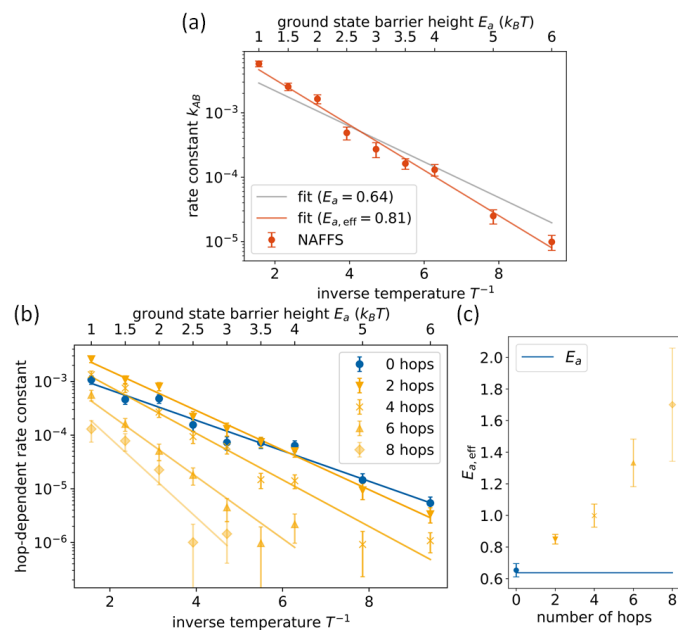 (a)
ground state barrier height Eₐ (k_BT)
1 1.5 2 2.5 3 3.5 4 5 6
rate constant k_AB
10⁻³
10⁻⁴
10⁻⁵
fit (Eₐ = 0.64)
fit (Eₐ, eff = 0.81)
NAFFS
2 4 6 8
inverse temperature T⁻¹
(b)
ground state barrier height Eₐ (k_BT)
1 1.5 2 2.5 3 3.5 4 5 6
hop-dependent rate constant
10⁻³
10⁻⁴
10⁻⁵
10⁻⁶
0 hops
2 hops
4 hops
6 hops
8 hops
2 4 6 8
inverse temperature T⁻¹
(c)
Eₐ
Eₐ, eff
2.0
1.8
1.6
1.4
1.2
1.0
0.8
0.6
0 2 4 6 8
number of hops